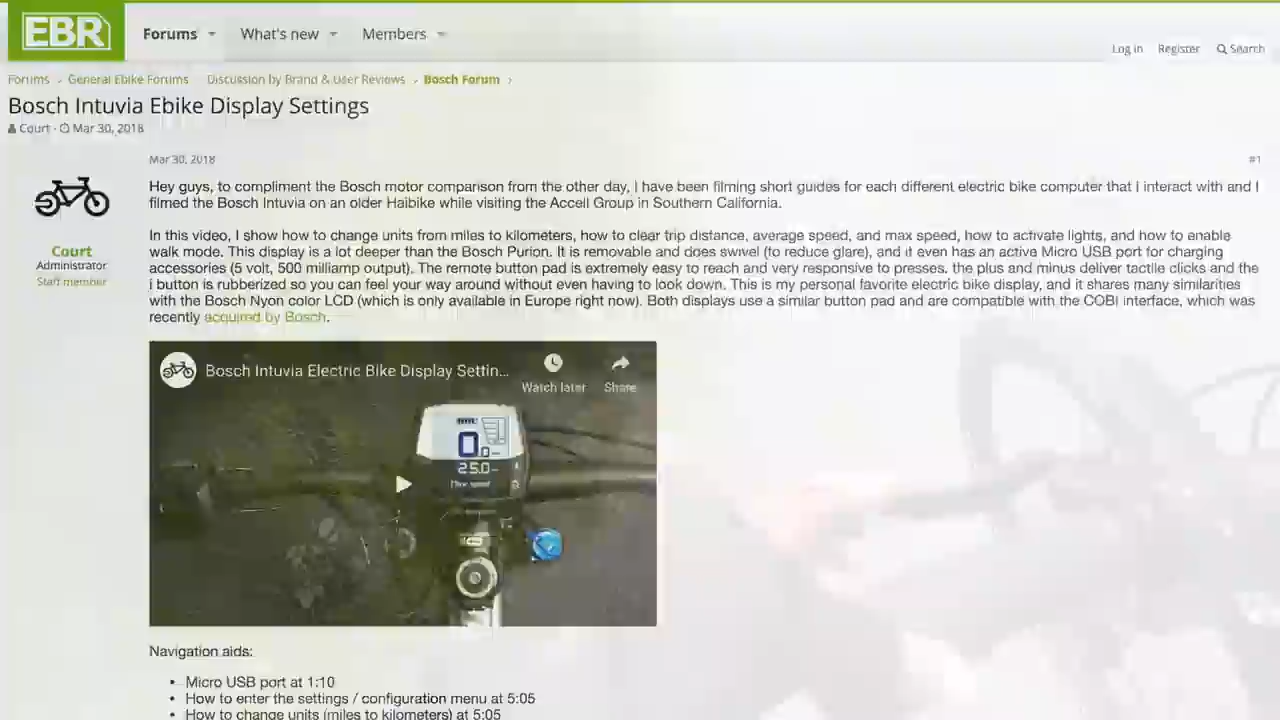 EBR
Forums
What's new
Members
Log in
Register
Search
Forums
General Ebike Forums
Discussion by Brand & User Reviews
Bosch Forum
Bosch Intuvia Ebike Display Settings
Court · Mar 30, 2018
Mar 30, 2018
#1
Court
Administrator
Staff member
Hey guys, to compliment the Bosch motor comparison from the other day, I have been filming short guides for each different electric bike computer that I interact with and I
filmed the Bosch Intuvia on an older Haibike while visiting the Accell Group in Southern California.
In this video, I show how to change units from miles to kilometers, how to clear trip distance, average speed, and max speed, how to activate lights, and how to enable
walk mode. This display is a lot deeper than the Bosch Purion. It is removable and does swivel (to reduce glare), and it even has an active Micro USB port for charging
accessories (5 volt, 500 milliamp output). The remote button pad is extremely easy to reach and very responsive to presses. the plus and minus deliver tactile clicks and the
i button is rubberized so you can feel your way around without even having to look down. This is my personal favorite electric bike display, and it shares many similarities
with the Bosch Nyon color LCD (which is only available in Europe right now). Both displays use a similar button pad and are compatible with the COBI interface, which was
recently acquired by Bosch.
Bosch Intuvia Electric Bike Display Settin...
Watch later
Share
0.0
25.0
Max speed
Navigation aids:
• Micro USB port at 1:10
• How to enter the settings / configuration menu at 5:05
• How to change units (miles to kilometers) at 5:05